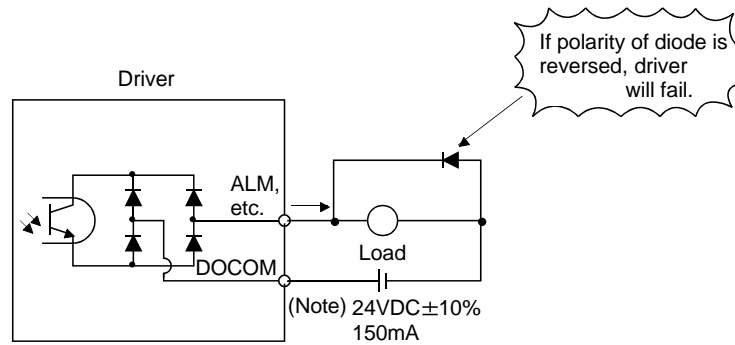 If polarity of diode is
reversed, driver
will fail.
Driver
ALM,
etc.
Load
DOCOM
(Note) 24VDC±10%
150mA